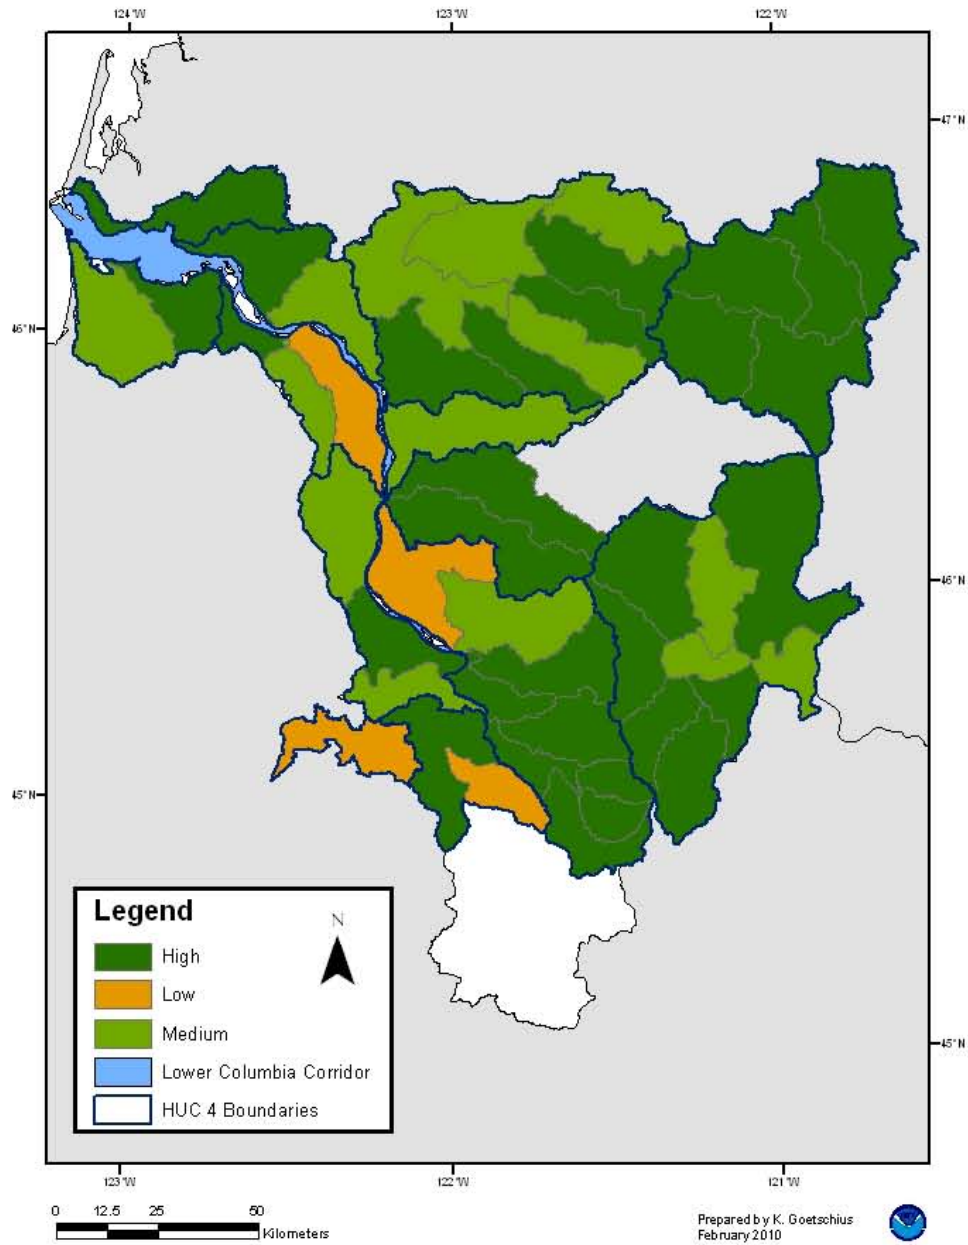 124°W 123°W 122°W
47°N
46°N
46°N
45°N
45°N
Legend
N
High
Low
Medium
Lower Columbia Corridor
HUC 4 Boundaries
123°W 122°W 121°W
0 12.5 25 50
Kilometers
Prepared by K. Goetschius
February 2010